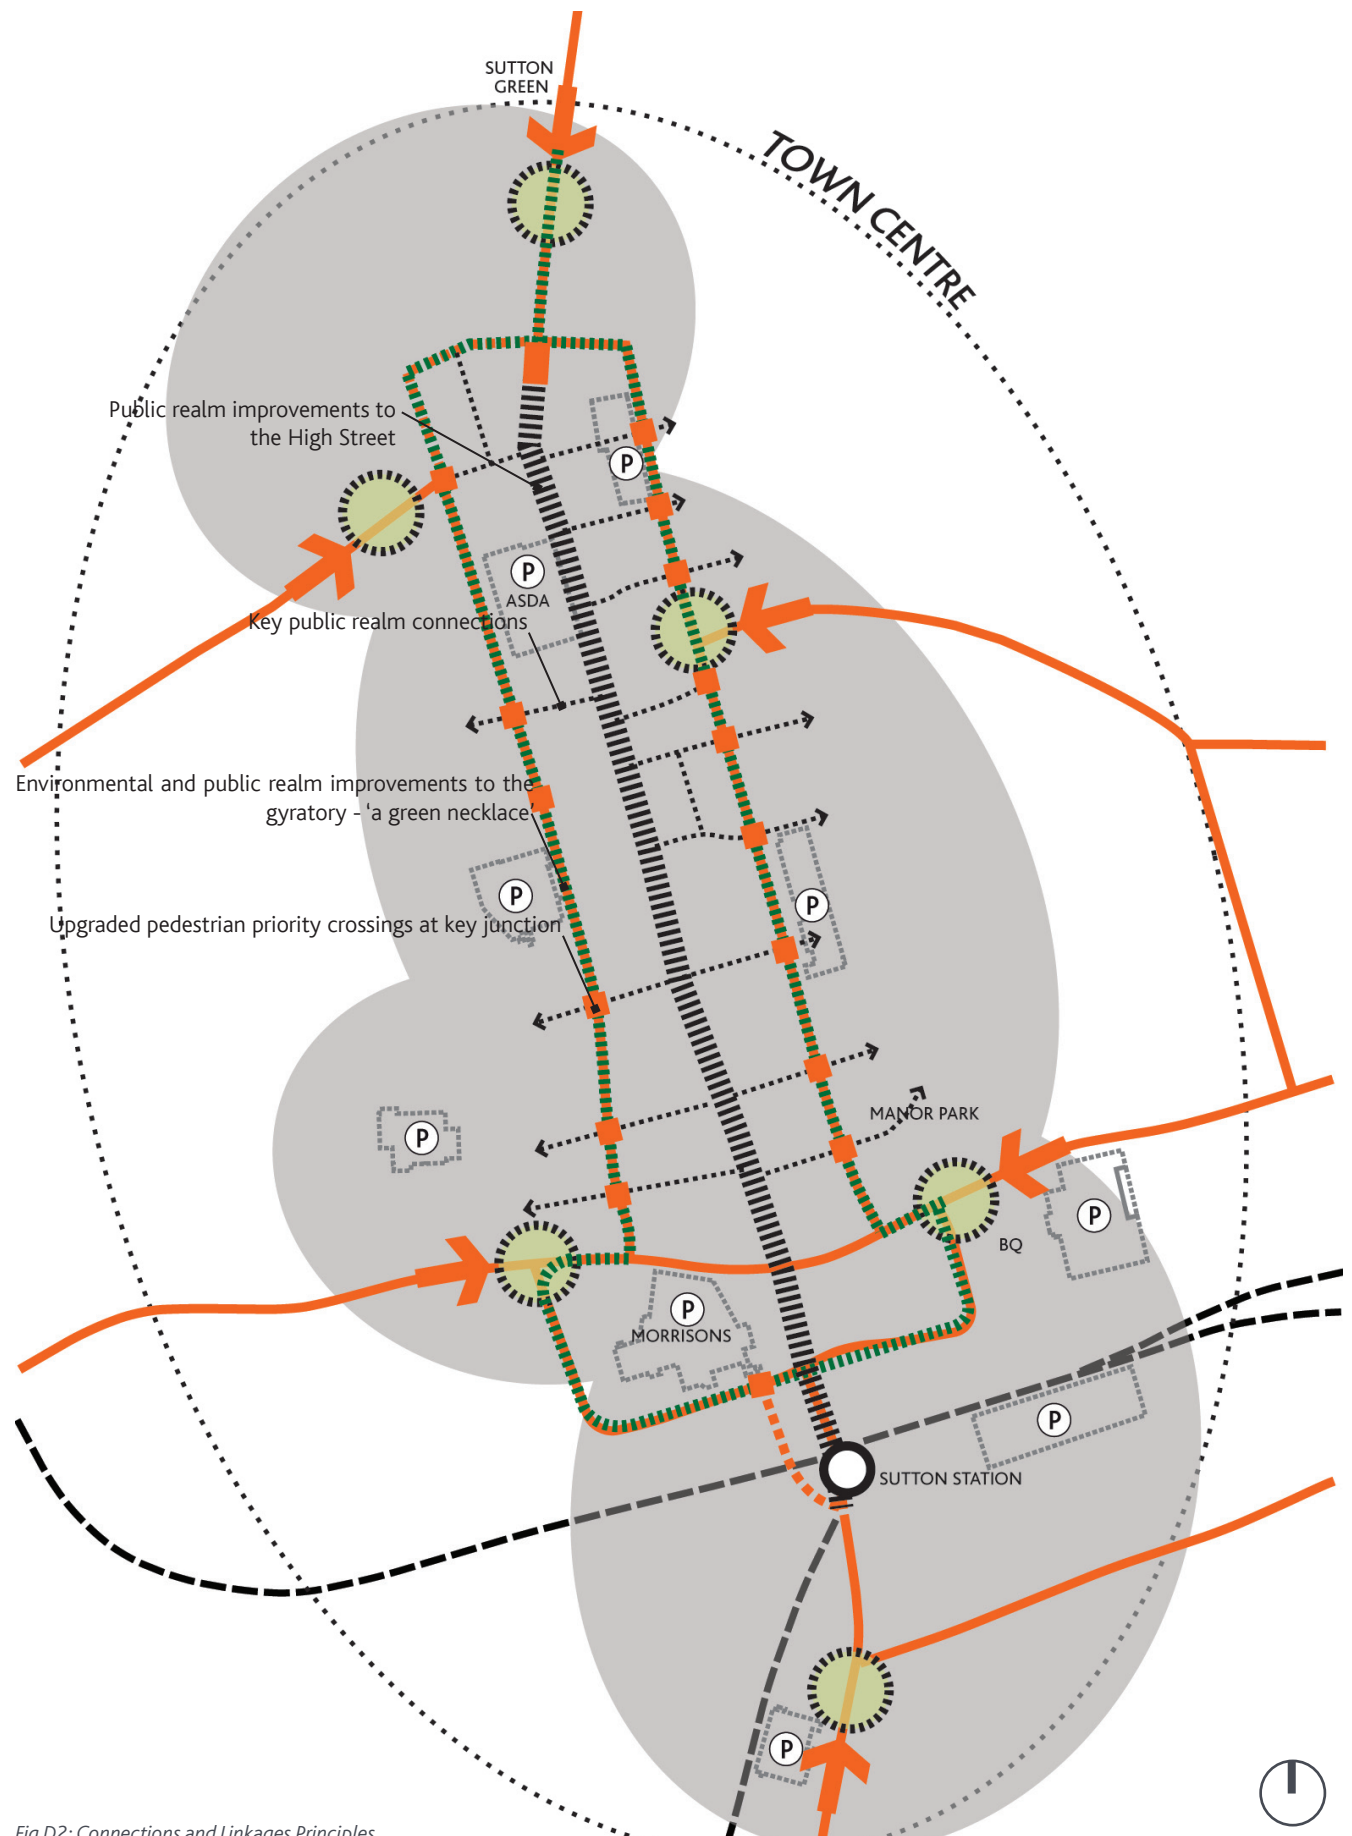 SUTTON
GREEN
TOWN CENTRE
Public realm improvements to
the High Street
P
P
ASDA
Key public realm connections
Environmental and public realm improvements to the
gyratory - ‘a green necklace’
P
P
Upgraded pedestrian priority crossings at key junction
MANOR PARK
P
P
BQ
P
MORRISONS
P
SUTTON STATION
P
Fig D2: Connections and Linkages Principles